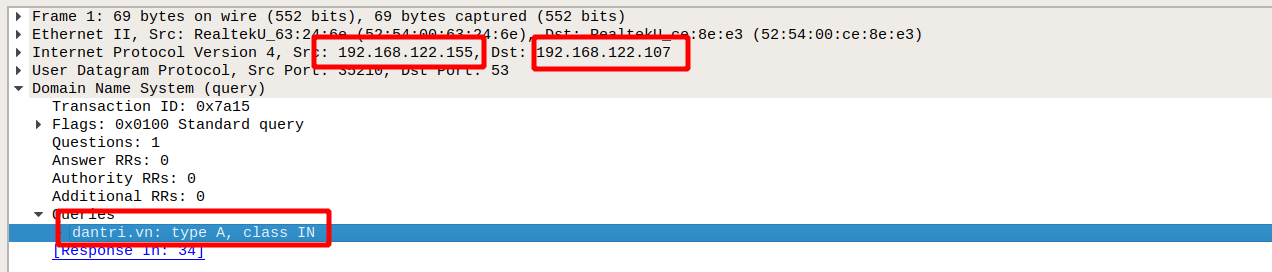 Frame 1: 69 bytes on wire (552 bits), 69 bytes captured (552 bits)
Ethernet II, Src: RealtekU_63:24:6e (52:54:00:63:24:6e), Dst: RealtekU_ce:8e:e3 (52:54:00:ce:8e:e3)
Internet Protocol Version 4, Src: 192.168.122.155, Dst: 192.168.122.107
User Datagram Protocol, Src Port: 35210, Dst Port: 53
Domain Name System (query)
Transaction ID: 0x7a15
Flags: 0x0100 Standard query
Questions: 1
Answer RRs: 0
Authority RRs: 0
Additional RRs: 0
Queries
dantri.vn: type A, class IN
[Response In: 34]